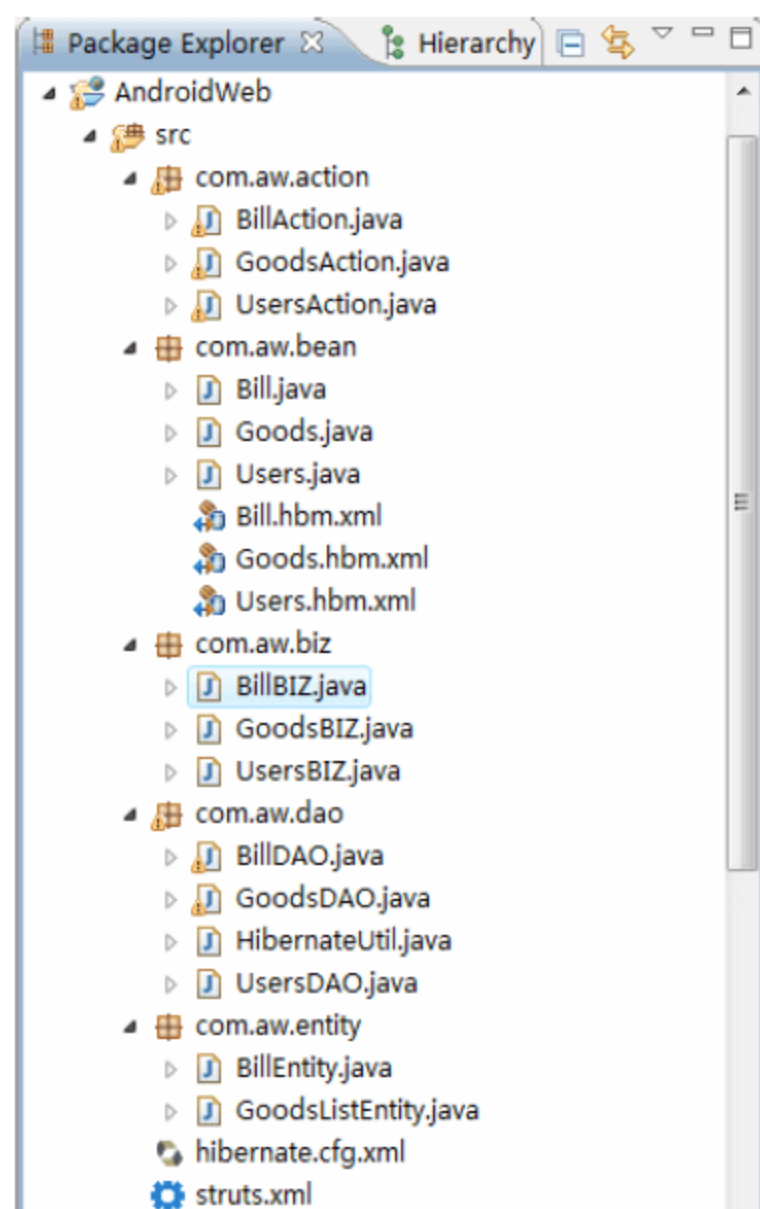 Package Explorer Hierarchy
AndroidWeb
src
com.aw.action
BillAction.java
GoodsAction.java
UsersAction.java
com.aw.bean
Bill.java
Goods.java
Users.java
Bill.hbm.xml
Goods.hbm.xml
Users.hbm.xml
com.aw.biz
BillBIZ.java
GoodsBIZ.java
UsersBIZ.java
com.aw.dao
BillDAO.java
GoodsDAO.java
HibernateUtil.java
UsersDAO.java
com.aw.entity
BillEntity.java
GoodsListEntity.java
hibernate.cfg.xml
struts.xml